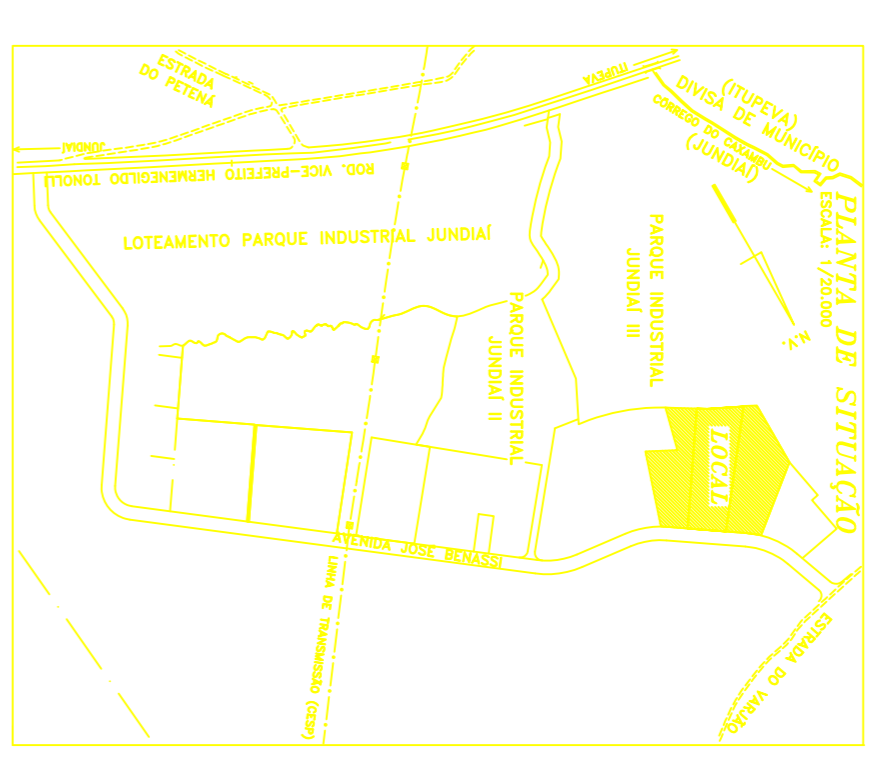 PLANTA DE SITUAÇÃO
ESCALA: 1/20.000
ESTRADA
DO PETENÁ
ITUPEVA
(ITUPEVA)
DIVISA DE MUNICÍPIO
CÓRREGO DO CAXAMBU
(JUNDIAÍ)
JUNDIAÍ
ROD. VICE-PREFEITO HERMENEGILDO TONOLLI
LOTEAMENTO PARQUE INDUSTRIAL JUNDIAÍ
PARQUE INDUSTRIAL
JUNDIAÍ III
N.V.
PARQUE INDUSTRIAL
JUNDIAÍ II
LOCAL
AVENIDA JOSÉ BENASSI
LINHA DE TRANSMISSÃO (CESP)
ESTRADA DO VARJÃO